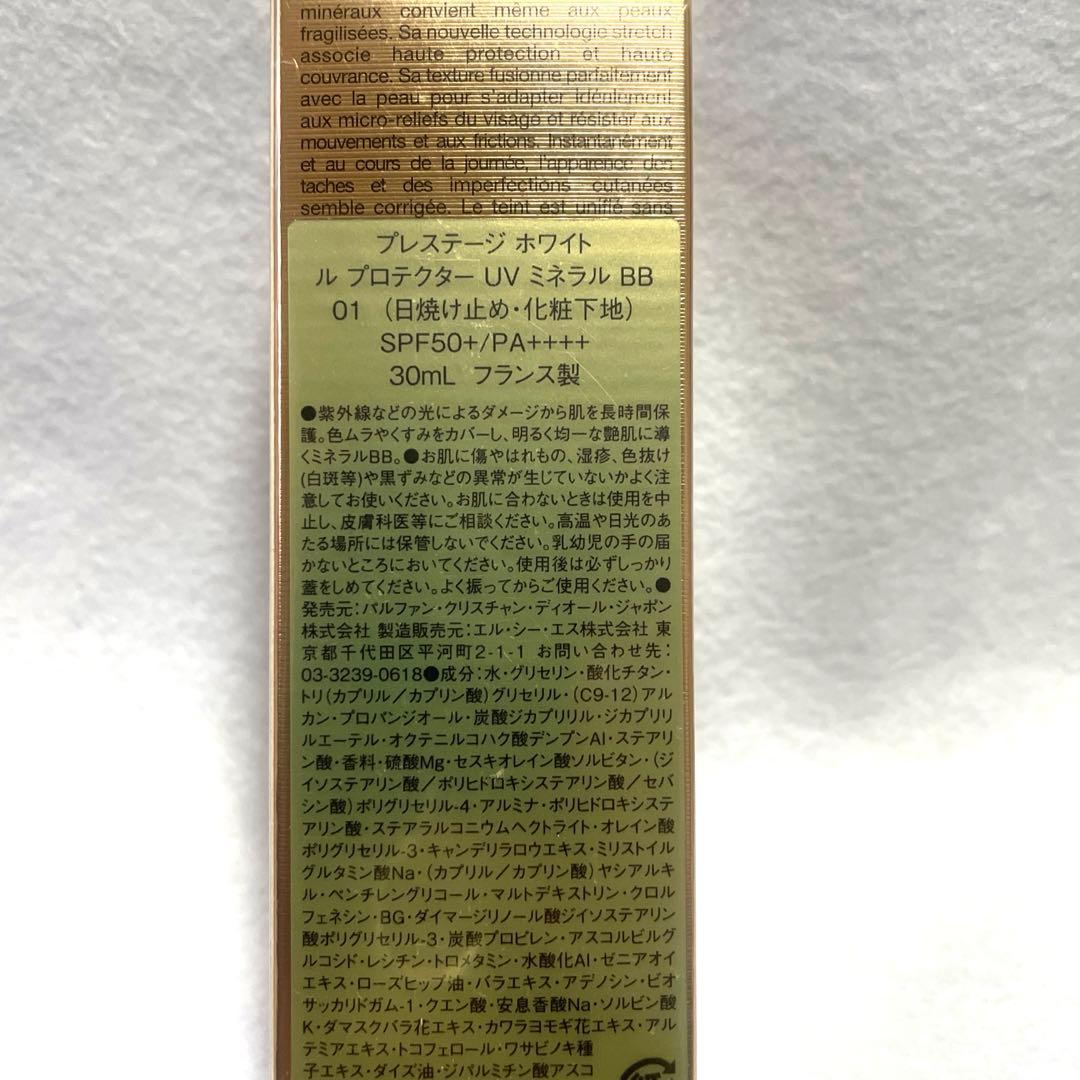 minéraux convient même aux peaux
fragilisées. Sa nouvelle technologie stretch
associe haute protection et haute
couvrance. Sa texture fusionne parfaitement
avec la peau pour s'adapter idéalement
aux micro-reliefs du visage et résister aux
mouvements et aux frictions. Instantanément
et au cours de la journée, l'apparence des
taches et des imperfections cutanées
semble corrigée. Le teint est unifié sans
プレステージ ホワイト
ル プロテクター UV ミネラル BB
01 （日焼け止め・化粧下地）
SPF50+/PA++++
30mL フランス製
●紫外線などの光によるダメージから肌を長時間保
護。色ムラやくすみをカバーし、明るく均一な艶肌に導
くミネラルBB。●お肌に傷やはれもの、湿疹、色抜け
(白斑等)や黒ずみなどの異常が生じていないかよく注
意してお使いください。お肌に合わないときは使用を中
止し、皮膚科医等にご相談ください。高温や日光のあ
たる場所には保管しないでください。乳幼児の手の届
かないところにおいてください。使用後は必ずしっかり
蓋をしめてください。よく振ってからご使用ください。●
発売元：パルファン・クリスチャン・ディオール・ジャポン
株式会社 製造販売元：エル・シー・エス株式会社 東
京都千代田区平河町2-1-1 お問い合わせ先：
03-3239-0618●成分：水・グリセリン・酸化チタン・
トリ(カプリル／カプリン酸)グリセリル・(C9-12)アル
カン・プロパンジオール・炭酸ジカプリリル・ジカプリリ
ルエーテル・オクテニルコハク酸デンプンAl・ステアリ
ン酸・香料・硫酸Mg・セスキオレイン酸ソルビタン・(ジ
イソステアリン酸／ポリヒドロキシステアリン酸／セバ
シン酸)ポリグリセリル-4・アルミナ・ポリヒドロキシステ
アリン酸・ステアラルコニウムヘクトライト・オレイン酸
ポリグリセリル-3・キャンデリラロウエキス・ミリストイル
グルタミン酸Na・(カプリル／カプリン酸)ヤシアルキ
ル・ペンチレングリコール・マルトデキストリン・クロル
フェネシン・BG・ダイマージリノール酸ジイソステアリン
酸ポリグリセリル-3・炭酸プロピレン・アスコルビルグ
ルコシド・レシチン・トロメタミン・水酸化Al・ゼニアオイ
エキス・ローズヒップ油・バラエキス・アデノシン・ビオ
サッカリドガム-1・クエン酸・安息香酸Na・ソルビン酸
K・ダマスクバラ花エキス・カワラヨモギ花エキス・アル
テミアエキス・トコフェロール・ワサビノキ種
子エキス・ダイズ油・ジパルミチン酸アスコ